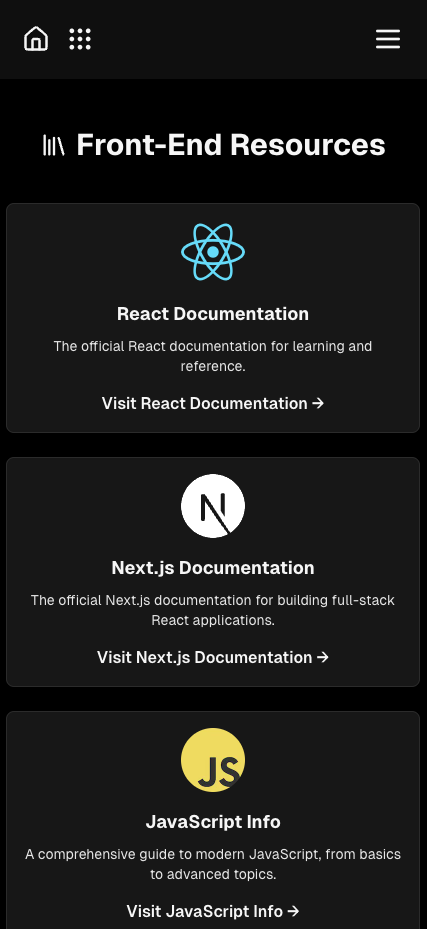 Front-End Resources
React Documentation
The official React documentation for learning and
reference.
Visit React Documentation →
N
Next.js Documentation
The official Next.js documentation for building full-stack
React applications.
Visit Next.js Documentation →
JS
JavaScript Info
A comprehensive guide to modern JavaScript, from basics
to advanced topics.
Visit JavaScript Info →